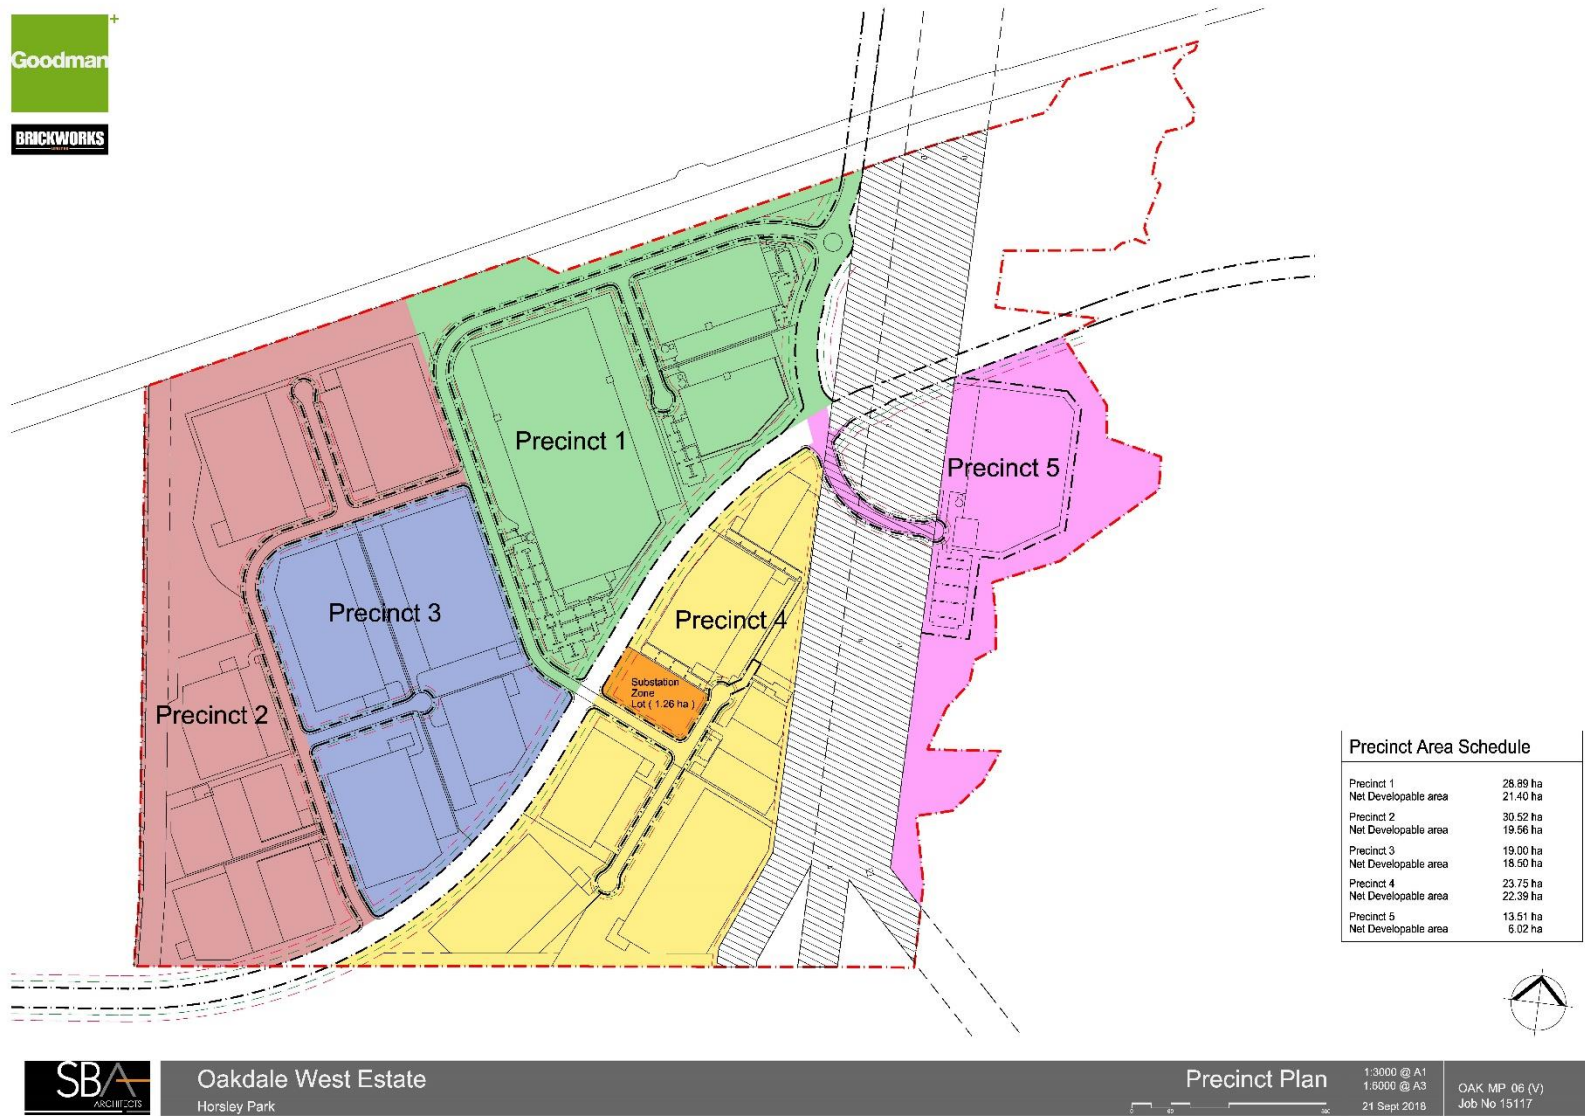 Goodman
BRICKWORKS
Precinct 1
Precinct 5
Precinct 3
Precinct 4
Substation
Zone
Lot ( 1.26 ha )
Precinct 2
Precinct Area Schedule
Precinct 1 28.89 ha
Net Developable area 21.40 ha
Precinct 2 30.52 ha
Net Developable area 19.56 ha
Precinct 3 19.00 ha
Net Developable area 18.50 ha
Precinct 4 23.75 ha
Net Developable area 22.39 ha
Precinct 5 13.51 ha
Net Developable area 6.02 ha
SBA
ARCHITECTS
Oakdale West Estate
Horsley Park
Precinct Plan
1:3000 @ A1
1:6000 @ A3
21 Sept 2018
OAK MP 06 (V)
Job No 15117